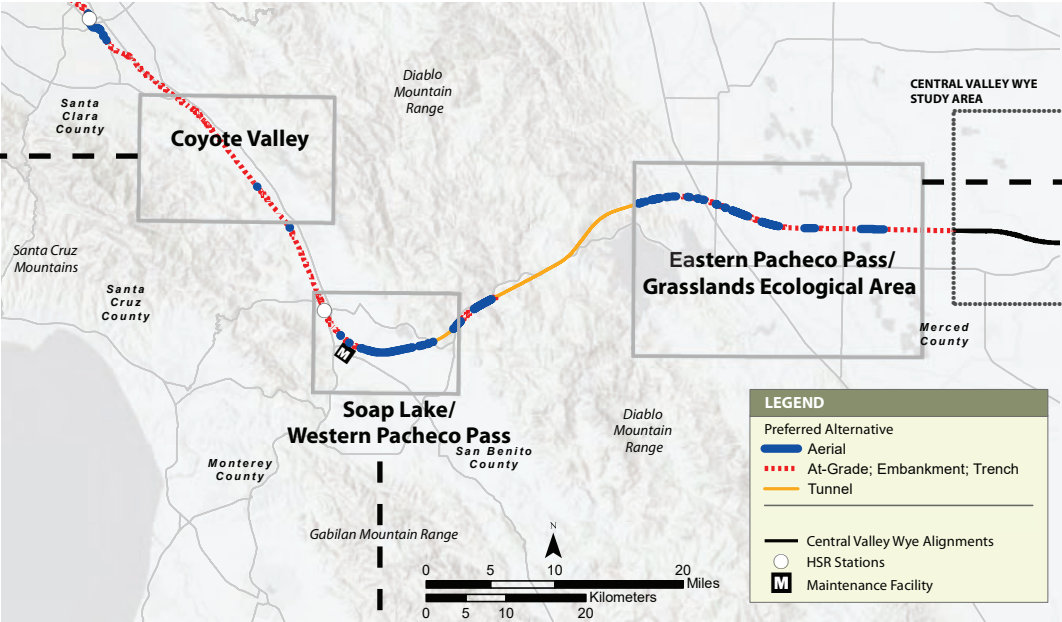 Diablo
Mountain
Range
CENTRAL VALLEY WYE
STUDY AREA
Santa
Clara
County
Coyote Valley
Santa Cruz
Mountains
Santa
Cruz
County
Eastern Pacheco Pass/
Grasslands Ecological Area
Merced
County
M
Soap Lake/
Western Pacheco Pass
San Benito
County
Monterey
County
Diablo
Mountain
Range
Gabilan Mountain Range
N
0 5 10 20
Miles
Kilometers
0 5 10 20
LEGEND
Preferred Alternative
Aerial
At-Grade; Embankment; Trench
Tunnel
Central Valley Wye Alignments
HSR Stations
M Maintenance Facility